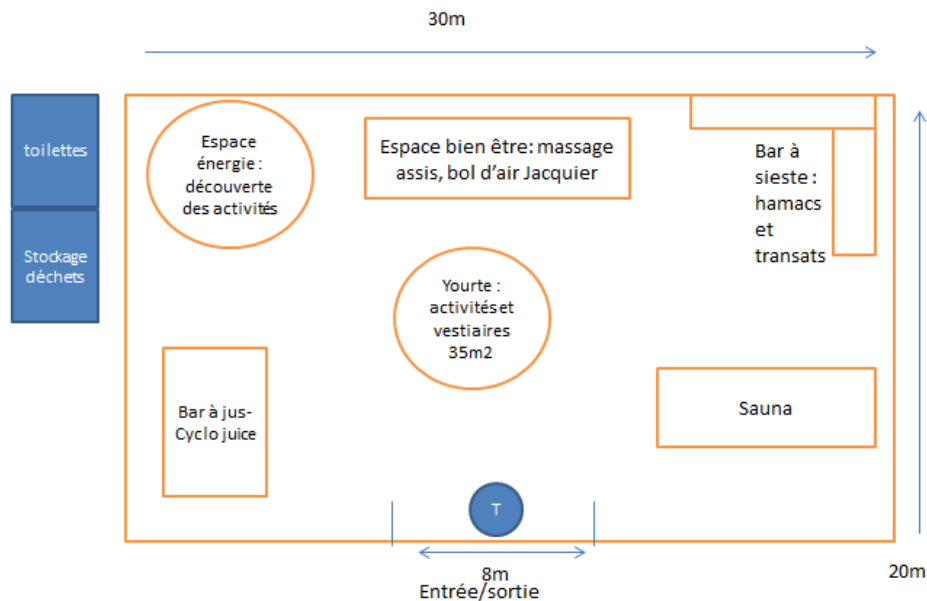 30m
toilettes
Stockage
déchets
Espace
énergie :
découverte
des activités
Espace bien être: massage
assis, bol d'air Jacquier
Bar à
sieste :
hamacs
et
transats
Yourte :
activités et
vestiaires
35m2
Bar à jus-
Cyclo juice
Sauna
T
8m
Entrée/sortie
20m